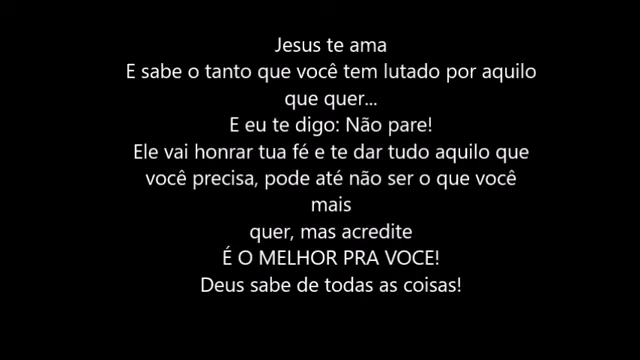 Jesus te ama
E sabe o tanto que você tem lutado por aquilo
que quer...
E eu te digo: Não pare!
Ele vai honrar tua fé e te dar tudo aquilo que
você precisa, pode até não ser o que você
mais
quer, mas acredite
É O MELHOR PRA VOCE!
Deus sabe de todas as coisas!